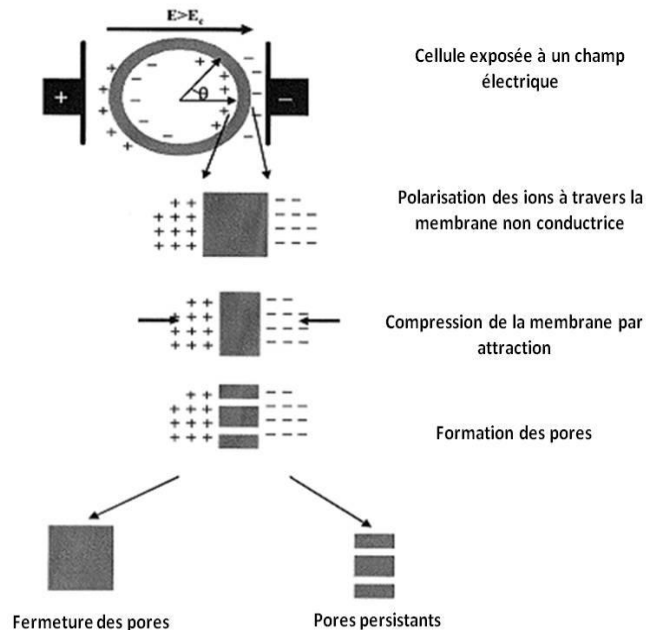 E>Ec
Cellule exposée à un champ
électrique
+
θ
−
Polarisation des ions à travers la
membrane non conductrice
Compression de la membrane par
attraction
Formation des pores
Fermeture des pores
Pores persistants